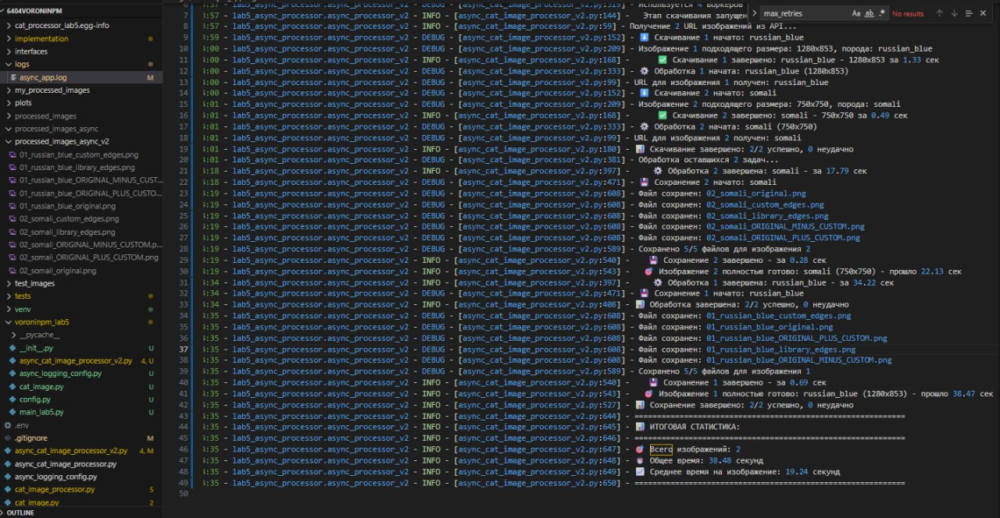 6404VORONINPM
cat_processor_lab5.egg-info
implementation
interfaces
logs
async_app.log M
my_processed_images
plots
processed_images
processed_images_async
processed_images_async_v2
01_russian_blue_custom_edges.png
01_russian_blue_library_edges.png
01_russian_blue_ORIGINAL_MINUS_CUST...
01_russian_blue_ORIGINAL_PLUS_CUSTO...
01_russian_blue_original.png
02_somali_custom_edges.png
02_somali_library_edges.png
02_somali_ORIGINAL_MINUS_CUSTOM.p...
02_somali_ORIGINAL_PLUS_CUSTOM.png
02_somali_original.png
test_images
tests
venv
voroninpm_lab5
__pycache__
__init__.py U
async_cat_image_processor_v2.py 4, U
async_logging_config.py U
cat_image.py U
config.py U
main_lab5.py U
.env
.gitignore M
async_cat_image_processor_v2.py 4, M
async_cat_image_processor.py
async_logging_config.py
cat_image_processor.py 5
cat_image.py 2
OUTLINE
max_retries Aa ab .* No results
7 :57 - lab5_async_processor.async_processor_v2 - INFO - [async_cat_image_processor_v2.py:144] - Этап скачивания запущен
8 :57 - lab5_async_processor.async_processor_v2 - INFO - [async_cat_image_processor_v2.py:59] - Получение 2 URL изображений из API...
9 :59 - lab5_async_processor.async_processor_v2 - DEBUG - [async_cat_image_processor_v2.py:152] - ⬇️ Скачивание 1 начато: russian_blue
10 :00 - lab5_async_processor.async_processor_v2 - DEBUG - [async_cat_image_processor_v2.py:209] - Изображение 1 подходящего размера: 1280x853, порода: russian_blue
11 :00 - lab5_async_processor.async_processor_v2 - INFO - [async_cat_image_processor_v2.py:168] - ✅ Скачивание 1 завершено: russian_blue - 1280x853 за 1.33 сек
12 :00 - lab5_async_processor.async_processor_v2 - DEBUG - [async_cat_image_processor_v2.py:333] - ⚙️ Обработка 1 начата: russian_blue (1280x853)
13 :00 - lab5_async_processor.async_processor_v2 - DEBUG - [async_cat_image_processor_v2.py:99] - URL для изображения 1 получен: russian_blue
14 :00 - lab5_async_processor.async_processor_v2 - DEBUG - [async_cat_image_processor_v2.py:152] - ⬇️ Скачивание 2 начато: somali
15 :01 - lab5_async_processor.async_processor_v2 - DEBUG - [async_cat_image_processor_v2.py:209] - Изображение 2 подходящего размера: 750x750, порода: somali
16 :01 - lab5_async_processor.async_processor_v2 - INFO - [async_cat_image_processor_v2.py:168] - ✅ Скачивание 2 завершено: somali - 750x750 за 0.49 сек
17 :01 - lab5_async_processor.async_processor_v2 - DEBUG - [async_cat_image_processor_v2.py:333] - ⚙️ Обработка 2 начата: somali (750x750)
18 :01 - lab5_async_processor.async_processor_v2 - DEBUG - [async_cat_image_processor_v2.py:99] - URL для изображения 2 получен: somali
19 :01 - lab5_async_processor.async_processor_v2 - INFO - [async_cat_image_processor_v2.py:180] - 📊 Скачивание завершено: 2/2 успешно, 0 неудачно
20 :01 - lab5_async_processor.async_processor_v2 - DEBUG - [async_cat_image_processor_v2.py:381] - Обработка оставшихся 2 задач...
21 :18 - lab5_async_processor.async_processor_v2 - INFO - [async_cat_image_processor_v2.py:397] - ⚙️ Обработка 2 завершена: somali - за 17.79 сек
22 :18 - lab5_async_processor.async_processor_v2 - DEBUG - [async_cat_image_processor_v2.py:471] - 💾 Сохранение 2 начато: somali
23 :19 - lab5_async_processor.async_processor_v2 - DEBUG - [async_cat_image_processor_v2.py:608] - Файл сохранен: 02_somali_original.png
24 :19 - lab5_async_processor.async_processor_v2 - DEBUG - [async_cat_image_processor_v2.py:608] - Файл сохранен: 02_somali_custom_edges.png
25 :19 - lab5_async_processor.async_processor_v2 - DEBUG - [async_cat_image_processor_v2.py:608] - Файл сохранен: 02_somali_library_edges.png
26 :19 - lab5_async_processor.async_processor_v2 - DEBUG - [async_cat_image_processor_v2.py:608] - Файл сохранен: 02_somali_ORIGINAL_MINUS_CUSTOM.png
27 :19 - lab5_async_processor.async_processor_v2 - DEBUG - [async_cat_image_processor_v2.py:608] - Файл сохранен: 02_somali_ORIGINAL_PLUS_CUSTOM.png
28 :19 - lab5_async_processor.async_processor_v2 - DEBUG - [async_cat_image_processor_v2.py:589] - Сохранено 5/5 файлов для изображения 2
29 :19 - lab5_async_processor.async_processor_v2 - INFO - [async_cat_image_processor_v2.py:540] - 💾 Сохранение 2 завершено - за 0.28 сек
30 :19 - lab5_async_processor.async_processor_v2 - INFO - [async_cat_image_processor_v2.py:543] - 🎯 Изображение 2 полностью готово: somali (750x750) - прошло 22.13 сек
31 :34 - lab5_async_processor.async_processor_v2 - INFO - [async_cat_image_processor_v2.py:397] - ⚙️ Обработка 1 завершена: russian_blue - за 34.22 сек
32 :34 - lab5_async_processor.async_processor_v2 - DEBUG - [async_cat_image_processor_v2.py:471] - 💾 Сохранение 1 начато: russian_blue
33 :34 - lab5_async_processor.async_processor_v2 - INFO - [async_cat_image_processor_v2.py:408] - 📊 Обработка завершена: 2/2 успешно, 0 неудачно
34 :35 - lab5_async_processor.async_processor_v2 - DEBUG - [async_cat_image_processor_v2.py:608] - Файл сохранен: 01_russian_blue_custom_edges.png
35 :35 - lab5_async_processor.async_processor_v2 - DEBUG - [async_cat_image_processor_v2.py:608] - Файл сохранен: 01_russian_blue_original.png
36 :35 - lab5_async_processor.async_processor_v2 - DEBUG - [async_cat_image_processor_v2.py:608] - Файл сохранен: 01_russian_blue_ORIGINAL_PLUS_CUSTOM.png
37 :35 - lab5_async_processor.async_processor_v2 - DEBUG - [async_cat_image_processor_v2.py:608] - Файл сохранен: 01_russian_blue_library_edges.png
38 :35 - lab5_async_processor.async_processor_v2 - DEBUG - [async_cat_image_processor_v2.py:608] - Файл сохранен: 01_russian_blue_ORIGINAL_MINUS_CUSTOM.png
39 :35 - lab5_async_processor.async_processor_v2 - DEBUG - [async_cat_image_processor_v2.py:589] - Сохранено 5/5 файлов для изображения 1
40 :35 - lab5_async_processor.async_processor_v2 - INFO - [async_cat_image_processor_v2.py:540] - 💾 Сохранение 1 завершено - за 0.69 сек
41 :35 - lab5_async_processor.async_processor_v2 - INFO - [async_cat_image_processor_v2.py:543] - 🎯 Изображение 1 полностью готово: russian_blue (1280x853) - прошло 38.47 сек
42 :35 - lab5_async_processor.async_processor_v2 - INFO - [async_cat_image_processor_v2.py:527] - 📊 Сохранение завершено: 2/2 успешно, 0 неудачно
43 :35 - lab5_async_processor.async_processor_v2 - INFO - [async_cat_image_processor_v2.py:644] - ============================================================
44 :35 - lab5_async_processor.async_processor_v2 - INFO - [async_cat_image_processor_v2.py:645] - 📊 ИТОГОВАЯ СТАТИСТИКА:
45 :35 - lab5_async_processor.async_processor_v2 - INFO - [async_cat_image_processor_v2.py:646] - ============================================================
46 :35 - lab5_async_processor.async_processor_v2 - INFO - [async_cat_image_processor_v2.py:647] - 🎯 Всего изображений: 2
47 :35 - lab5_async_processor.async_processor_v2 - INFO - [async_cat_image_processor_v2.py:648] - ⏱️ Общее время: 38.48 секунд
48 :35 - lab5_async_processor.async_processor_v2 - INFO - [async_cat_image_processor_v2.py:649] - 📈 Среднее время на изображение: 19.24 секунд
49 :35 - lab5_async_processor.async_processor_v2 - INFO - [async_cat_image_processor_v2.py:650] - ============================================================
50